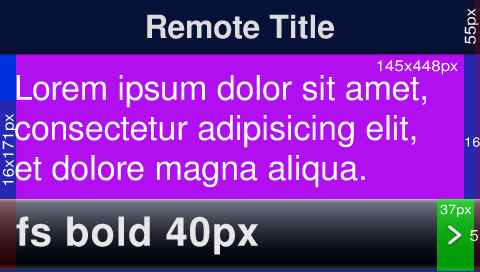 Remote Title
55px
145x448px
Lorem ipsum dolor sit amet,
consectetur adipisicing elit,
et dolore magna aliqua.
16x171px
16
fs bold 40px
37px
5